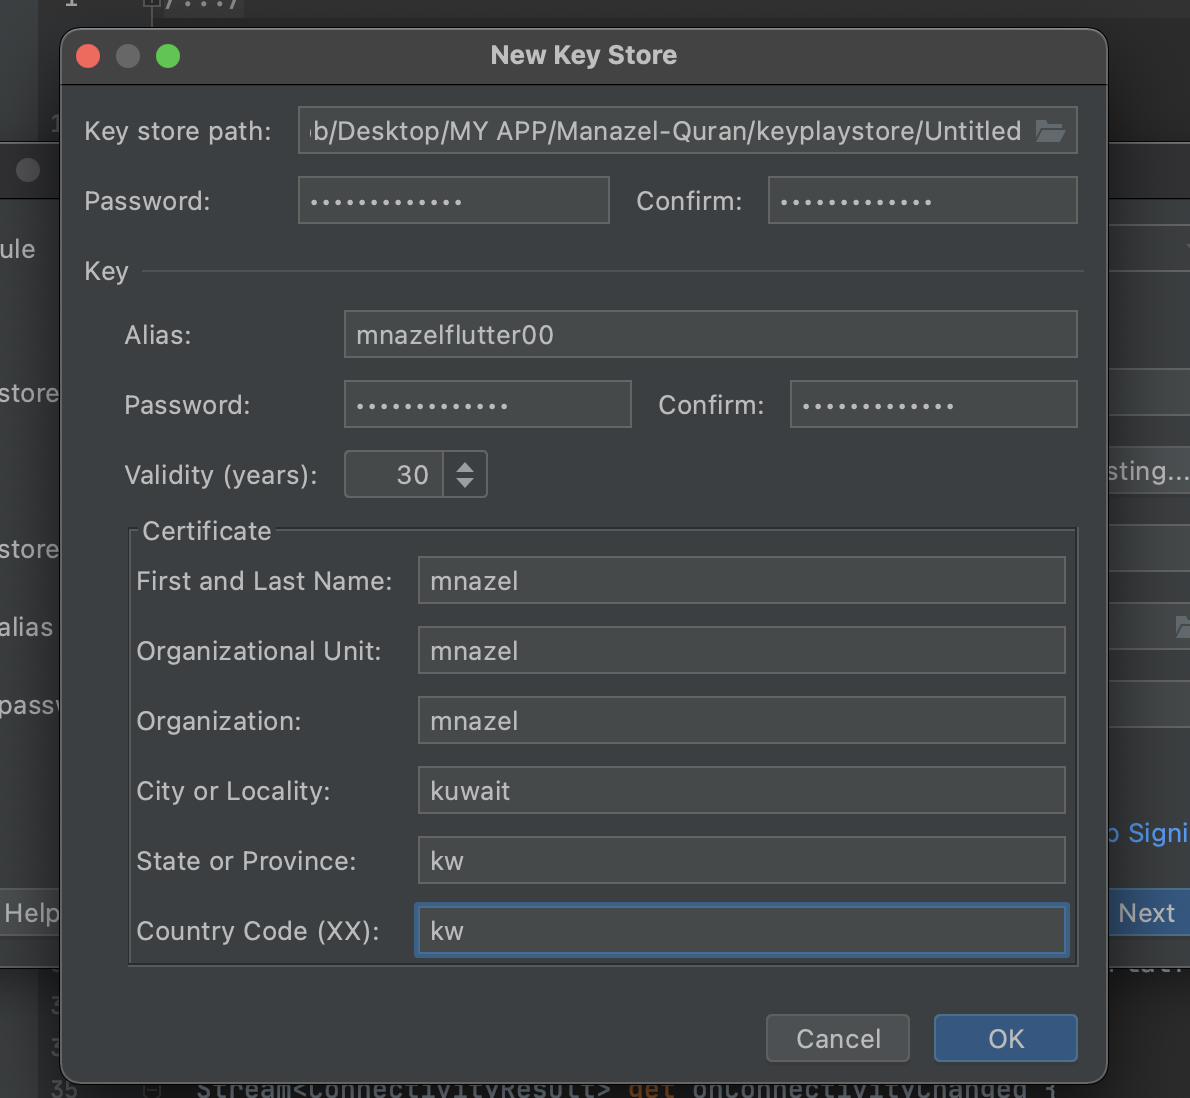 1 /.../
New Key Store
Key store path: b/Desktop/MY APP/Manazel-Quran/keyplaystore/Untitled
Password: ••••••••••••• Confirm: •••••••••••••
ule
Key
Alias: mnazelflutter00
store
Password: ••••••••••••• Confirm: •••••••••••••
Validity (years): 30
sting...
Certificate
store
First and Last Name: mnazel
alias
Organizational Unit: mnazel
passw
Organization: mnazel
City or Locality: kuwait
Signi
State or Province: kw
Help
Next
Country Code (XX): kw
Cancel OK
35 Stream<ConnectivityResult> get onConnectivityChanged {